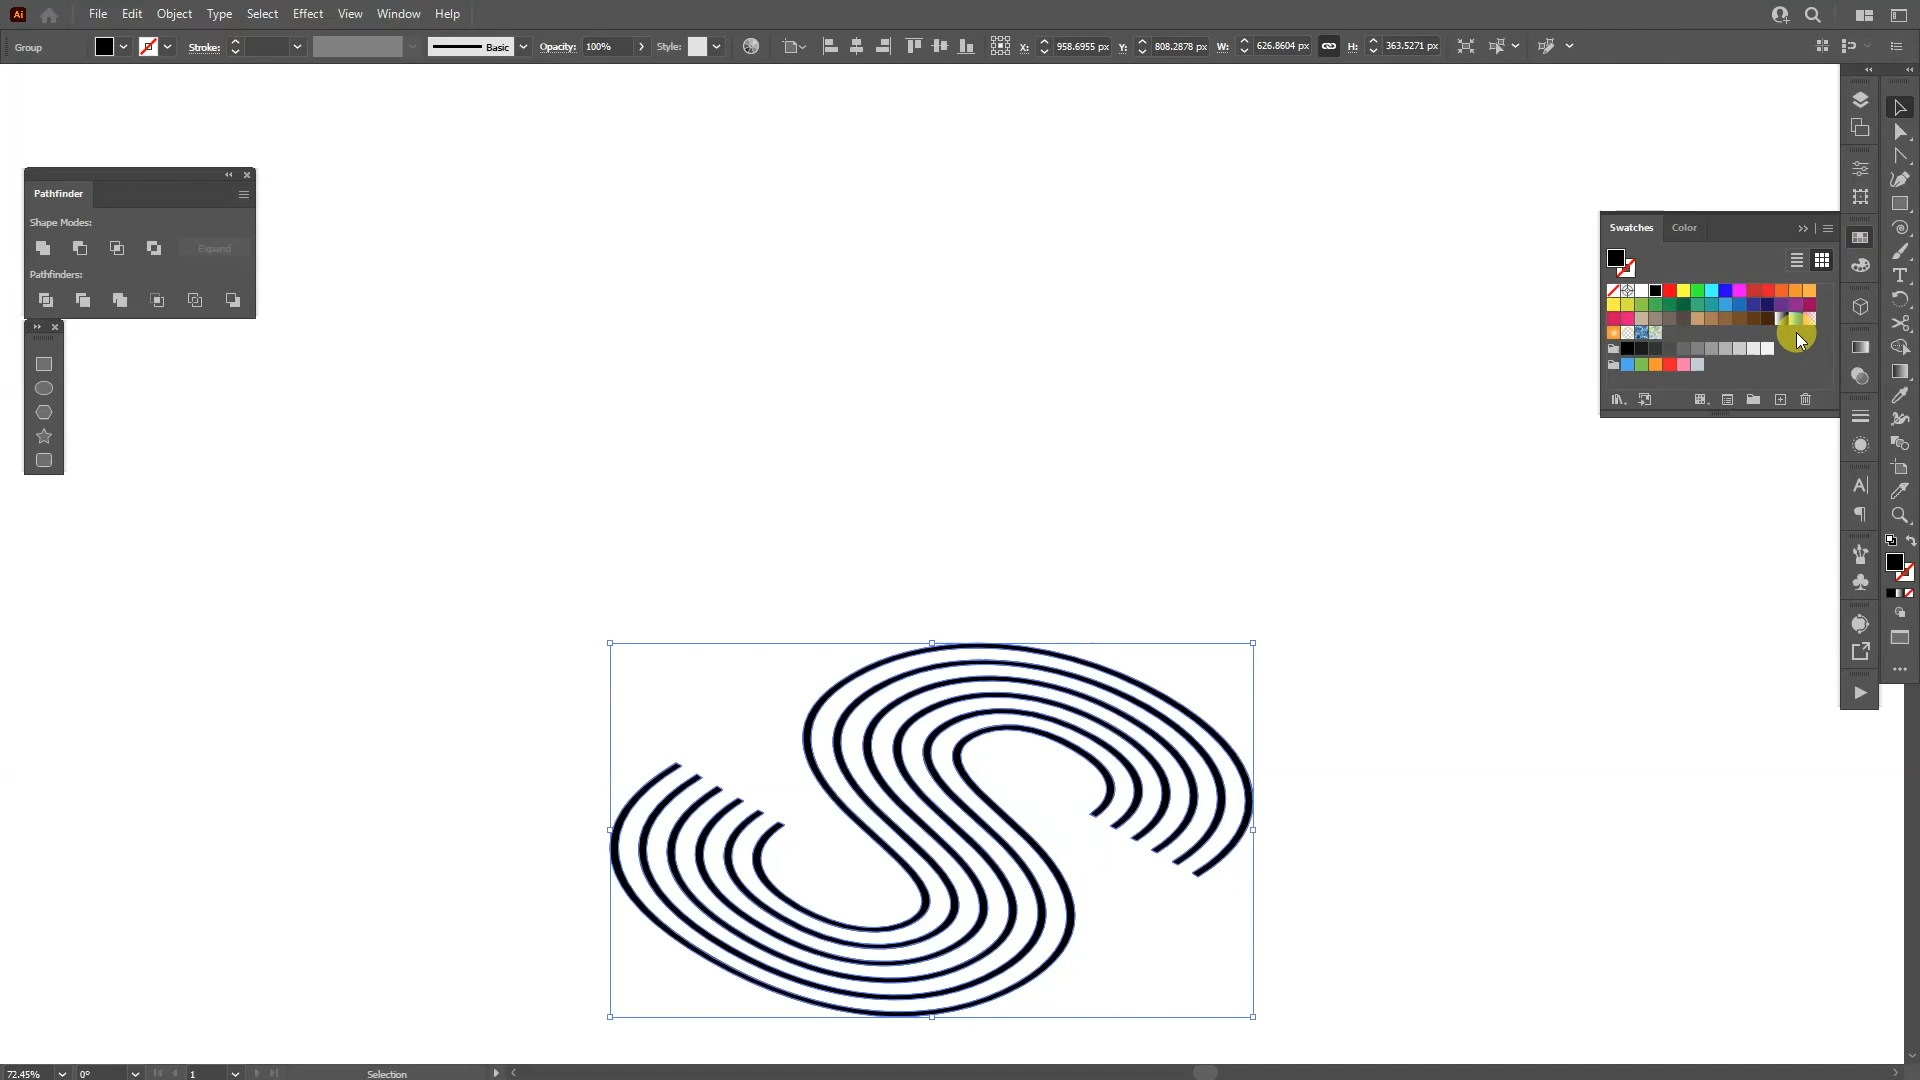 Ai File Edit Object Type Select Effect View Window Help
Group Stroke: Basic Opacity: 100% Style: X: 958.6955 px Y: 808.2878 px W: 626.8604 px H: 363.5271 px
Pathfinder
Shape Modes:
Expand
Pathfinders:
Swatches Color
72.45% 0° 1 Selection